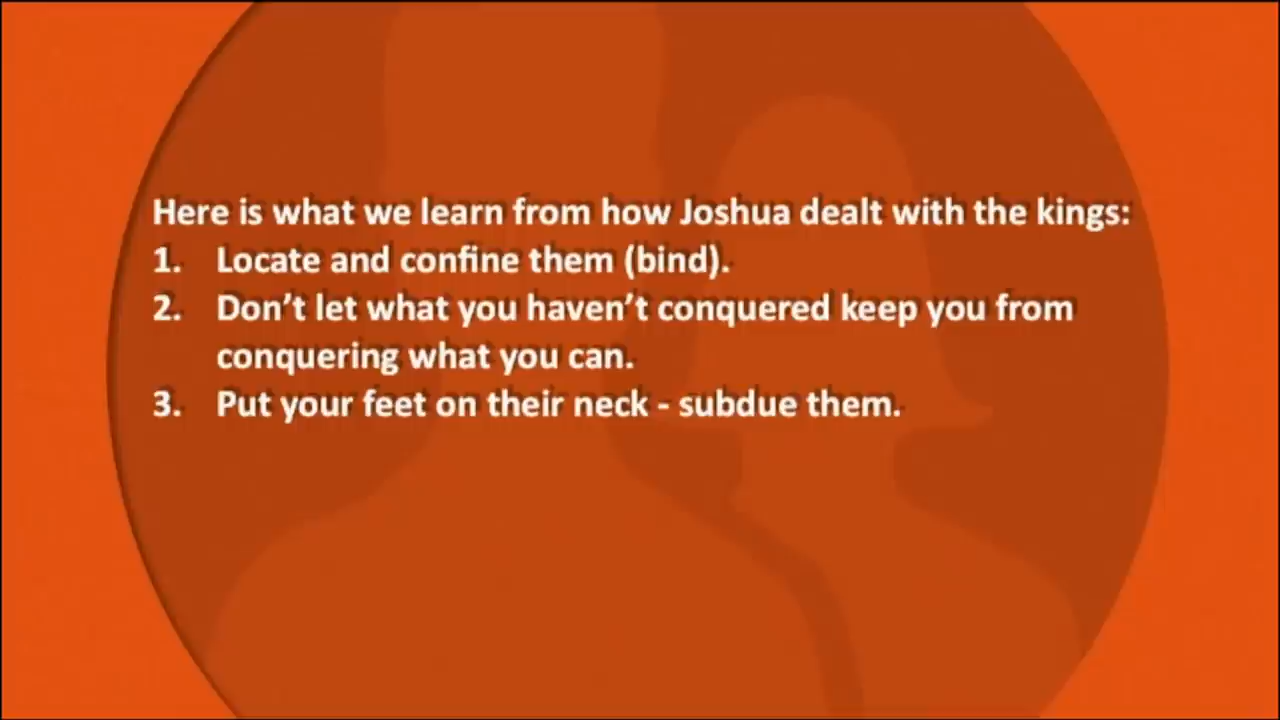 Here is what we learn from how Joshua dealt with the kings:
1. Locate and confine them (bind).
2. Don't let what you haven't conquered keep you from
conquering what you can.
3. Put your feet on their neck - subdue them.